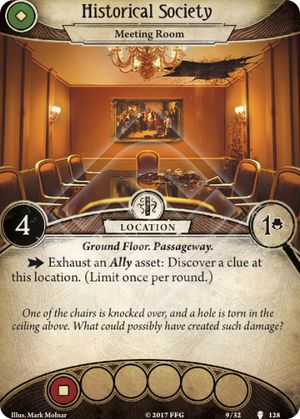 Historical Society
Meeting Room
4
LOCATION
1
Ground Floor. Passageway.
Exhaust an Ally asset: Discover a clue at
this location. (Limit once per round.)
One of the chairs is knocked over, and a hole is torn in the
ceiling above. What could possibly have created such damage?
Illus. Mark Molnar
© 2017 FFG
9/32
128